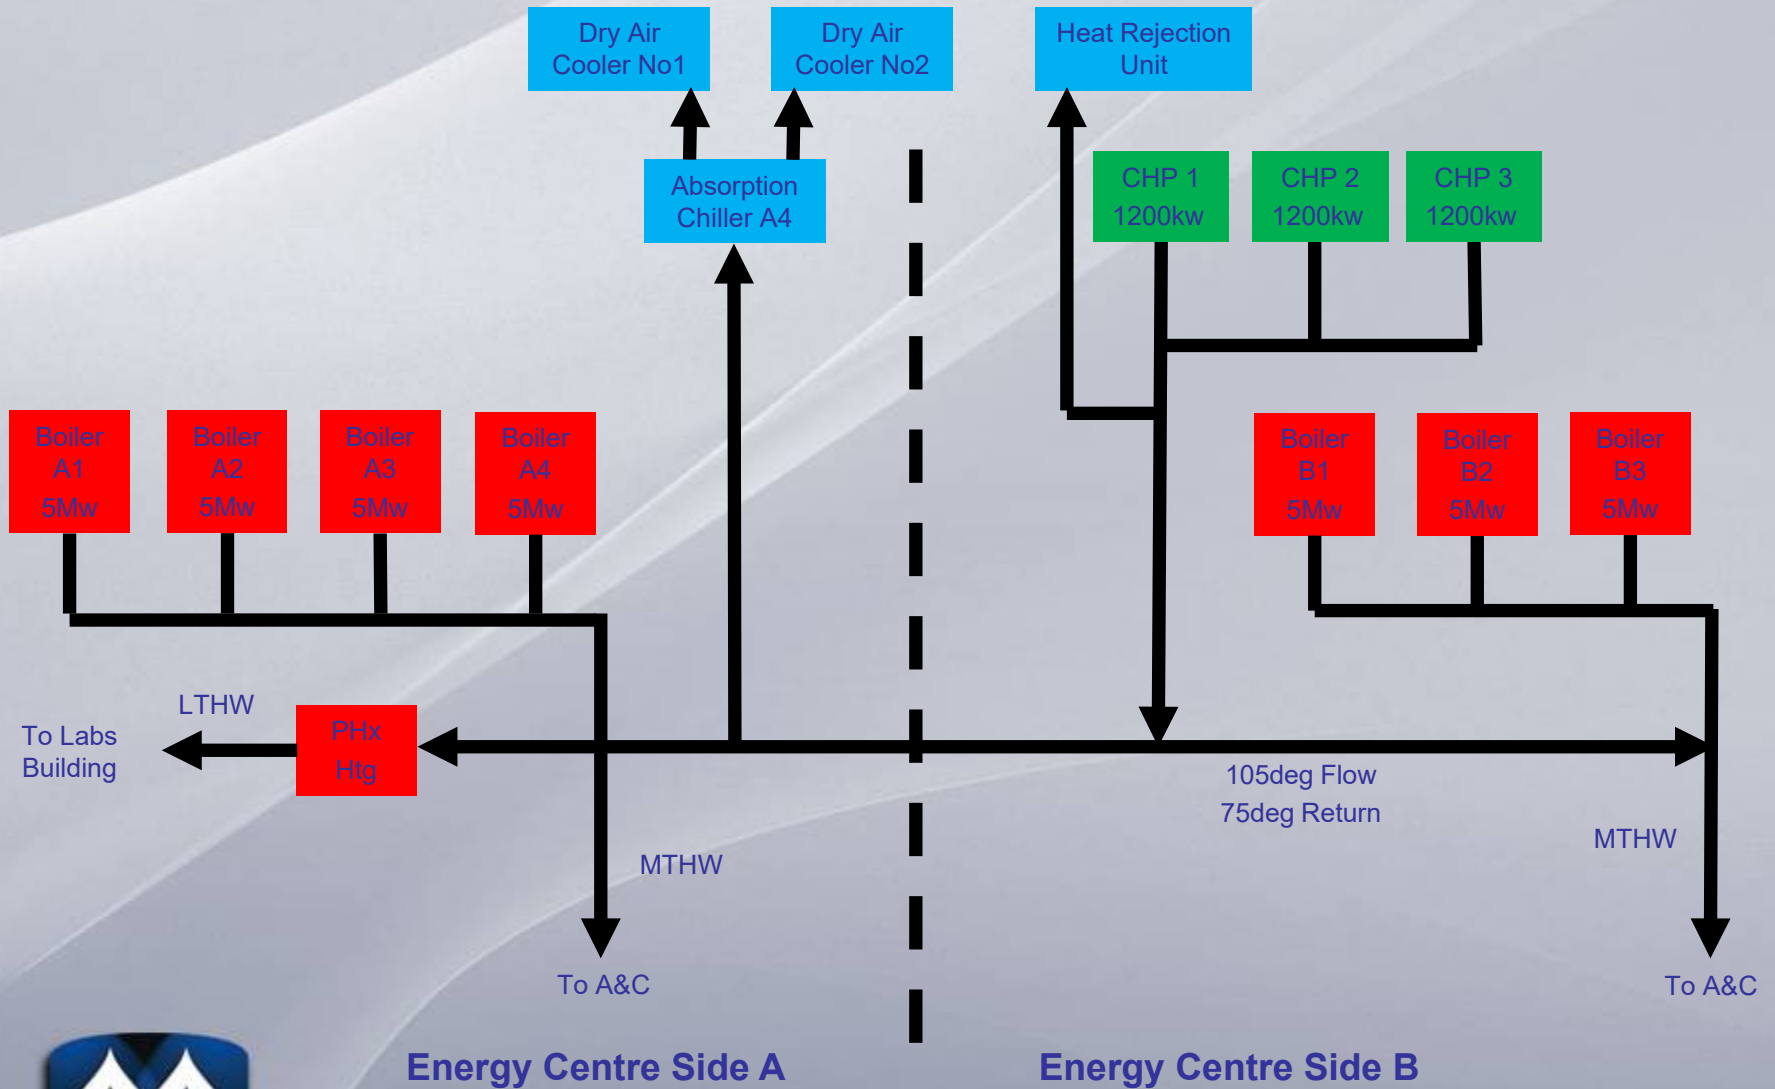 Dry Air
Cooler No1
Dry Air
Cooler No2
Heat Rejection
Unit
Absorption
Chiller A4
CHP 1
1200kw
CHP 2
1200kw
CHP 3
1200kw
Boiler
A1
5Mw
Boiler
A2
5Mw
Boiler
A3
5Mw
Boiler
A4
5Mw
Boiler
B1
5Mw
Boiler
B2
5Mw
Boiler
B3
5Mw
LTHW
To Labs
Building
PHx
Htg
105deg Flow
75deg Return
MTHW
MTHW
To A&C
To A&C
Energy Centre Side A
Energy Centre Side B